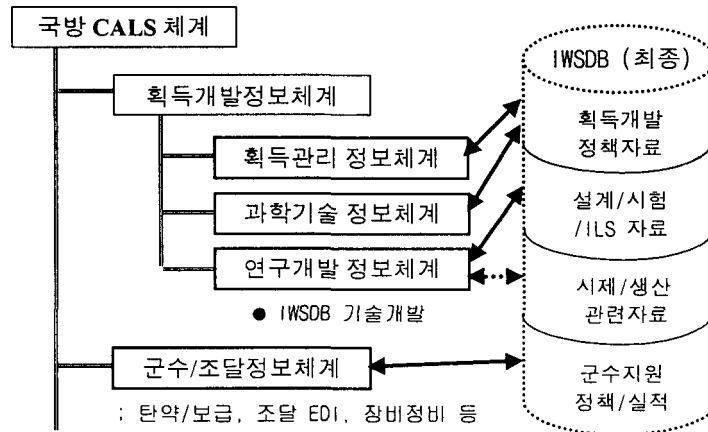 국방 CALS 체계
획득개발정보체계
획득관리 정보체계
과학기술 정보체계
연구개발 정보체계
● IWSDB 기술개발
군수/조달정보체계
; 탄약/보급, 조달 EDI, 장비정비 등
IWSDB (최종)
획득개발
정책자료
설계/시험
/ILS 자료
시제/생산
관련자료
군수지원
정책/실적